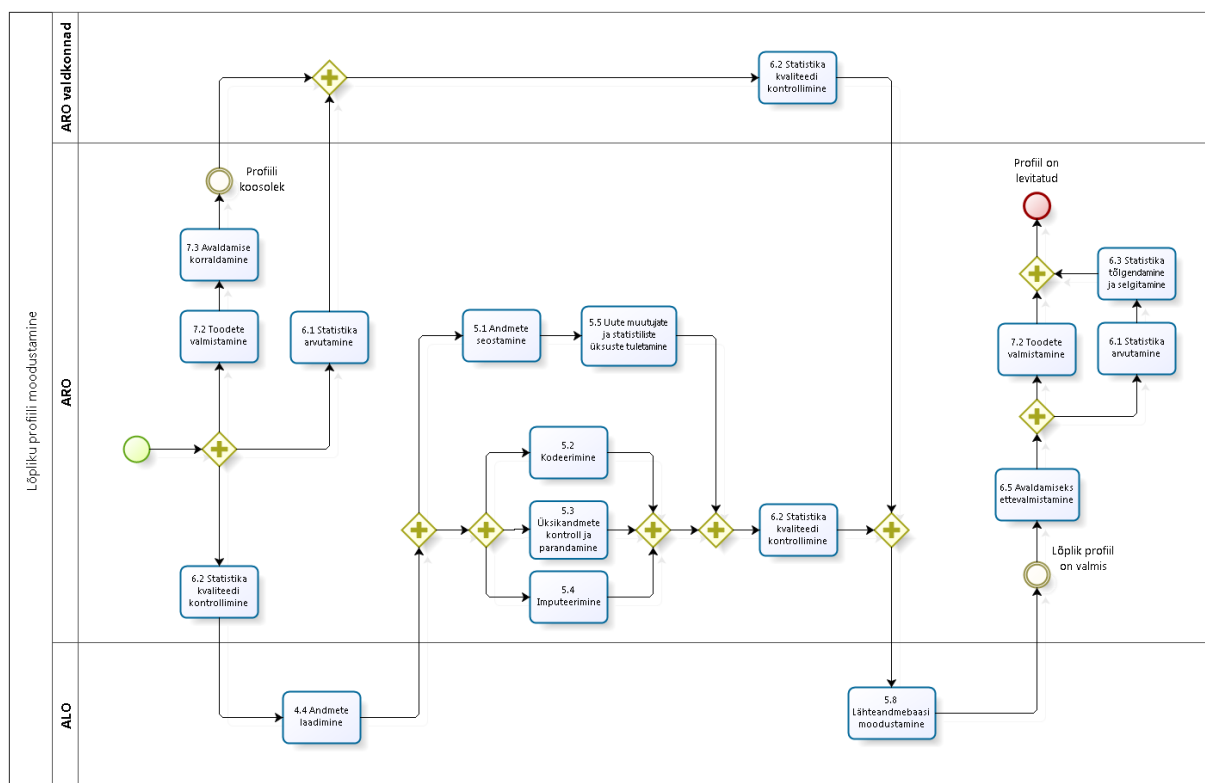 Lõpliku profiili moodustamine
ARO valdkonnad
6.2 Statistika
kvaliteedi
kontrollimine
ARO
Profiili
koosolek
7.3 Avaldamise
korraldamine
7.2 Toodete
valmistamine
6.1 Statistika
arvutamine
6.2 Statistika
kvaliteedi
kontrollimine
5.1 Andmete
seostamine
5.5 Uute muutujate
ja statistiliste
üksuste tuletamine
5.2
Kodeerimine
5.3
Üksikandmete
kontroll ja
parandamine
5.4
Imputeerimine
6.2 Statistika
kvaliteedi
kontrollimine
Profiil on
levitatud
6.3 Statistika
tõlgendamine
ja selgitamine
7.2 Toodete
valmistamine
6.1 Statistika
arvutamine
6.5 Avaldamiseks
ettevalmistamine
Lõplik profiil
on valmis
ALO
4.4 Andmete
laadimine
5.8
Lähteandmebaasi
moodustamine